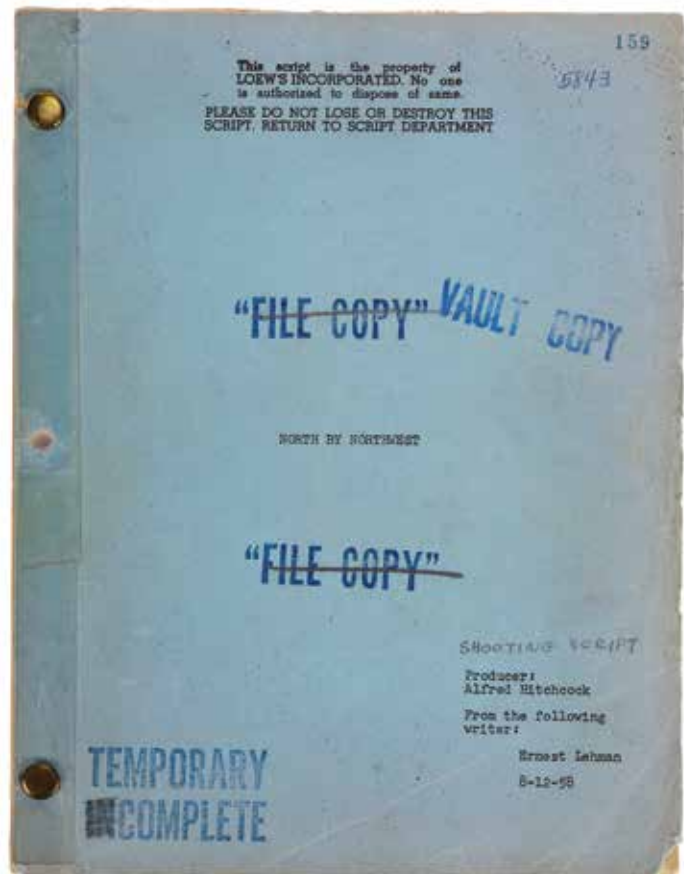 159
This script is the property of
LOEW'S INCORPORATED. No one
is authorized to dispose of same.
5843
PLEASE DO NOT LOSE OR DESTROY THIS
SCRIPT. RETURN TO SCRIPT DEPARTMENT
"FILE COPY" VAULT COPY
NORTH BY NORTHWEST
"FILE COPY"
SHOOTING SCRIPT
Producer:
Alfred Hitchcock
From the following
writer:
Ernest Lehman
8-12-58
TEMPORARY
COMPLETE